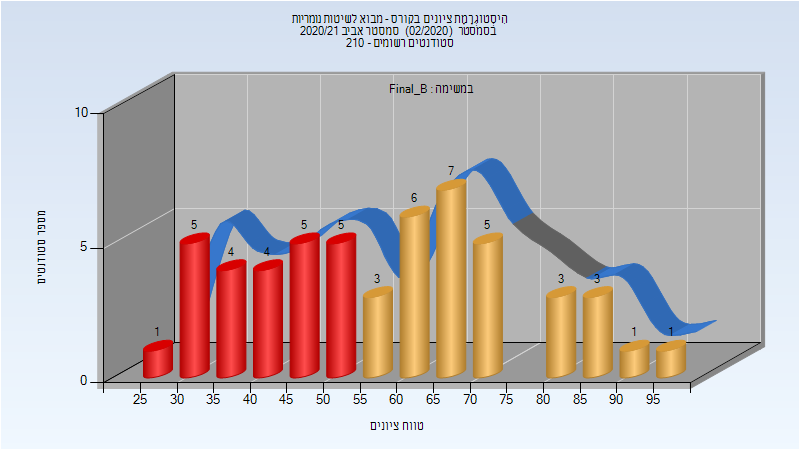 היסטוגרמת ציונים בקורס - מבוא לשיטות נומריות
בסמסטר (02/2020) סמסטר אביב 2020/21
סטודנטים רשומים - 210
במשימה : Final_B
מספר סטודנטים
10
5
0
1
5
4
4
5
5
3
6
7
5
3
3
1
1
25 30 35 40 45 50 55 60 65 70 75 80 85 90 95
טווח ציונים